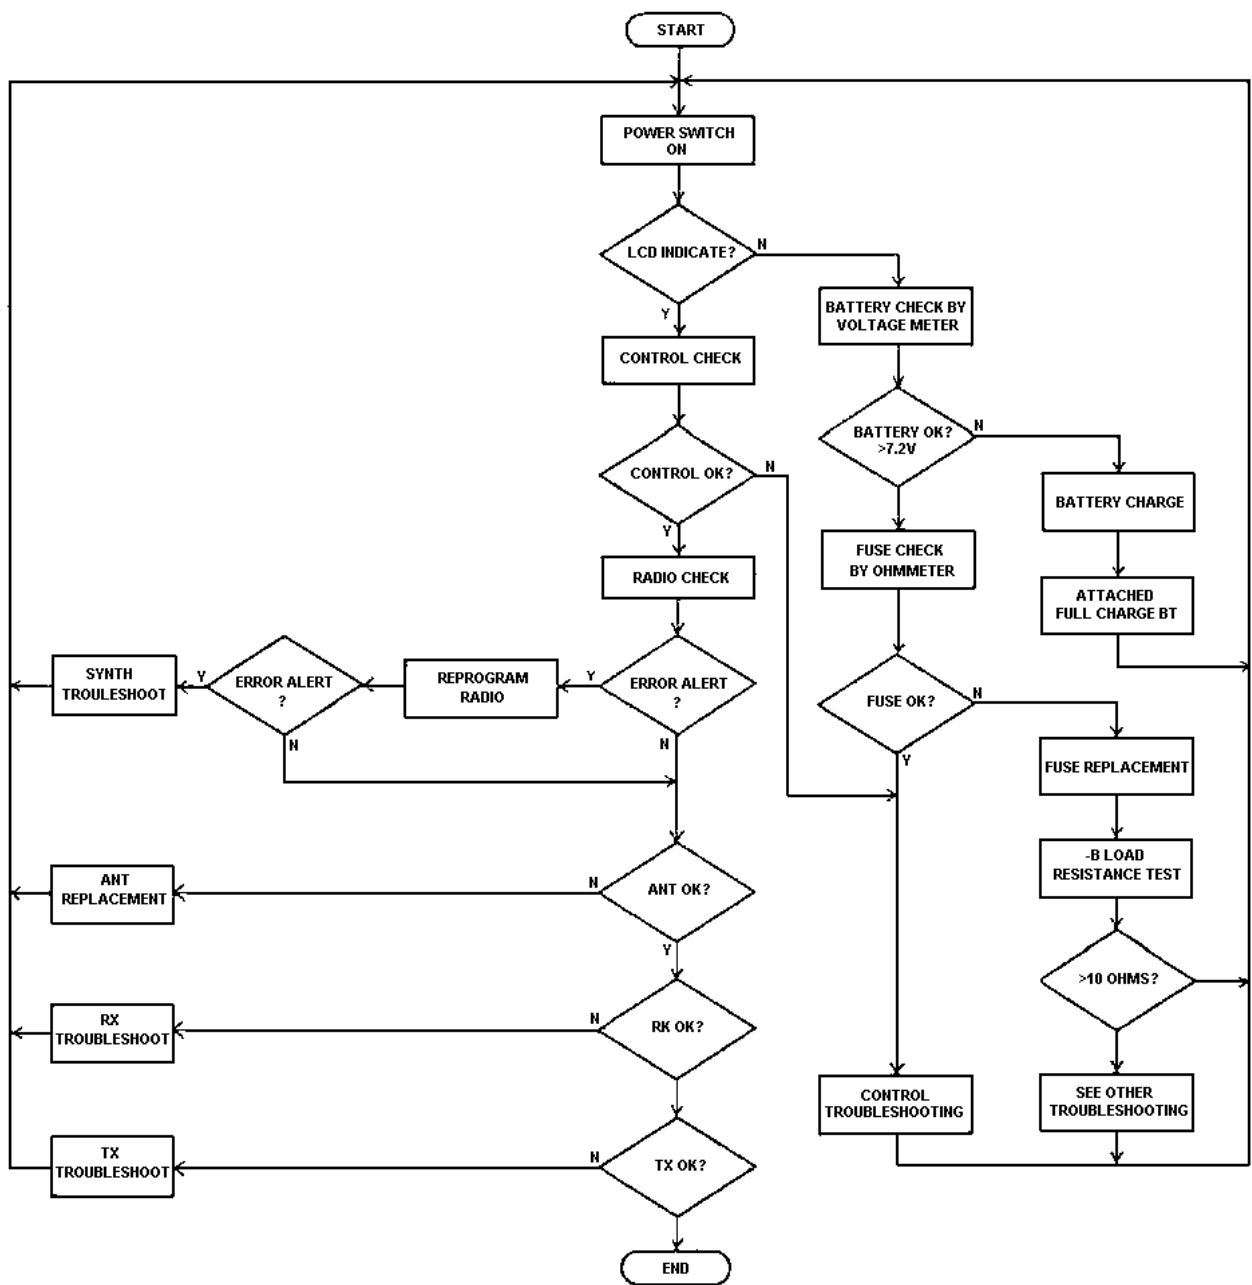 START
POWER SWITCH
ON
LCD INDICATE?
N
Y
BATTERY CHECK BY
VOLTAGE METER
CONTROL CHECK
BATTERY OK?
>7.2V
N
CONTROL OK?
N
Y
BATTERY CHARGE
FUSE CHECK
BY OHMMETER
RADIO CHECK
ATTACHED
FULL CHARGE BT
SYNTH
TROULESHOOT
Y
ERROR ALERT
?
N
REPROGRAM
RADIO
Y
ERROR ALERT
?
N
FUSE OK?
N
Y
FUSE REPLACEMENT
-B LOAD
RESISTANCE TEST
ANT
REPLACEMENT
N
ANT OK?
Y
>10 OHMS?
RX
TROUBLESHOOT
N
RK OK?
CONTROL
TROUBLESHOOTING
SEE OTHER
TROUBLESHOOTING
TX
TROUBLESHOOT
N
TX OK?
END